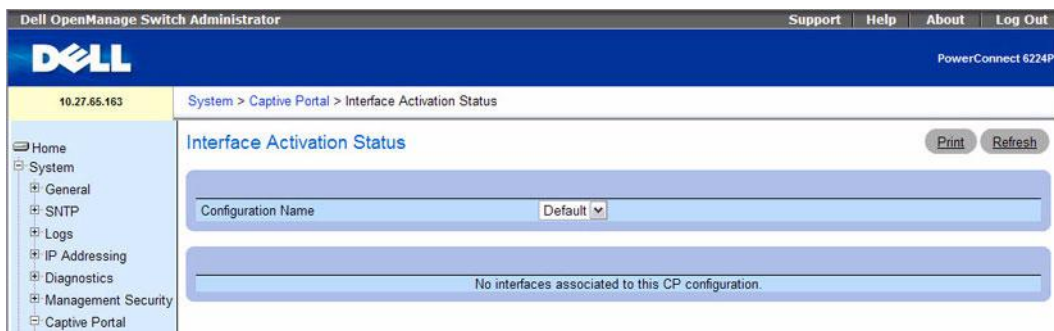 Dell OpenManage Switch Administrator
Support Help About Log Out
DELL
PowerConnect 6224P
10.27.65.163
System > Captive Portal > Interface Activation Status
Home
System
General
SNTP
Logs
IP Addressing
Diagnostics
Management Security
Captive Portal
Interface Activation Status
Print Refresh
Configuration Name Default
No interfaces associated to this CP configuration.